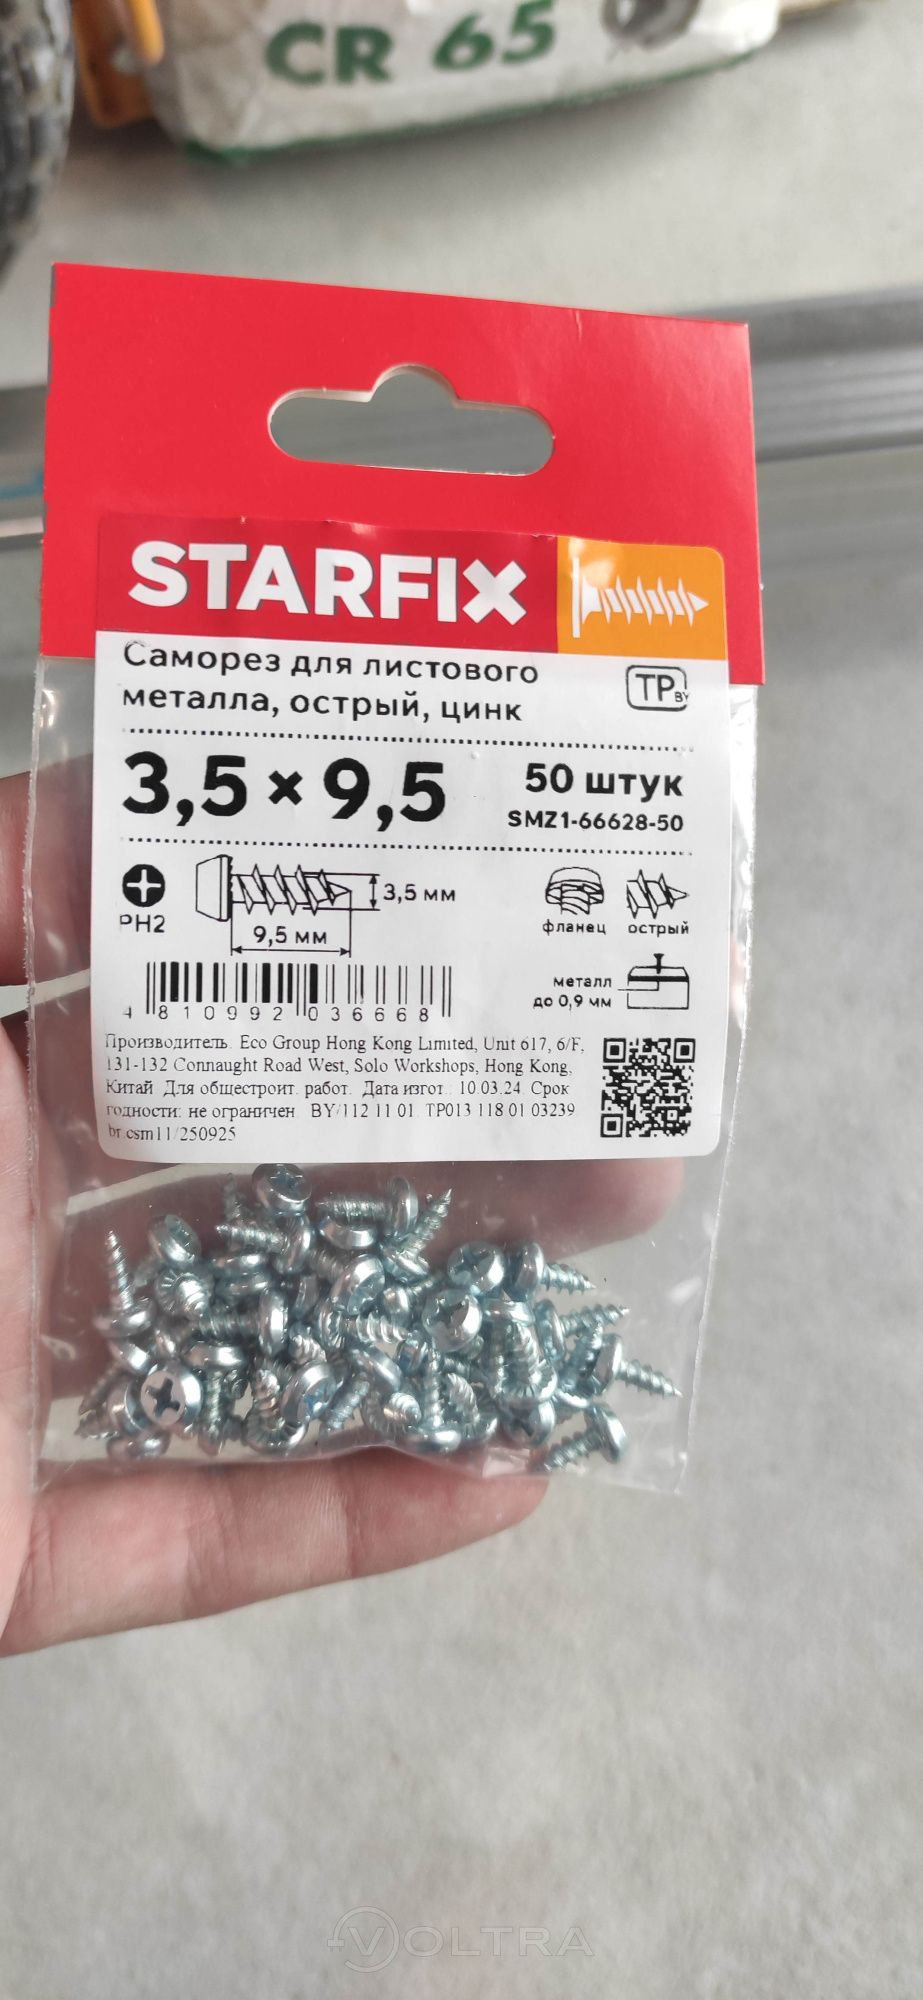 CR 65
STARFIX
Саморез для листового
металла, острый, цинк
TP BY
3,5 × 9,5
50 штук
SMZ1-66628-50
PH2
3,5 мм
9,5 мм
фланец
острый
металл
до 0,9 мм
4 810992 036668
Производитель: Eco Group Hong Kong Limited, Unit 617, 6/F,
131-132 Connaught Road West, Solo Workshops, Hong Kong,
Китай. Для общестроит. работ. Дата изгот.: 10.03.24. Срок
годности: не ограничен. BY/112 11 01. ТР013 118 01 03239
br.csm11/250925
VOLTRA